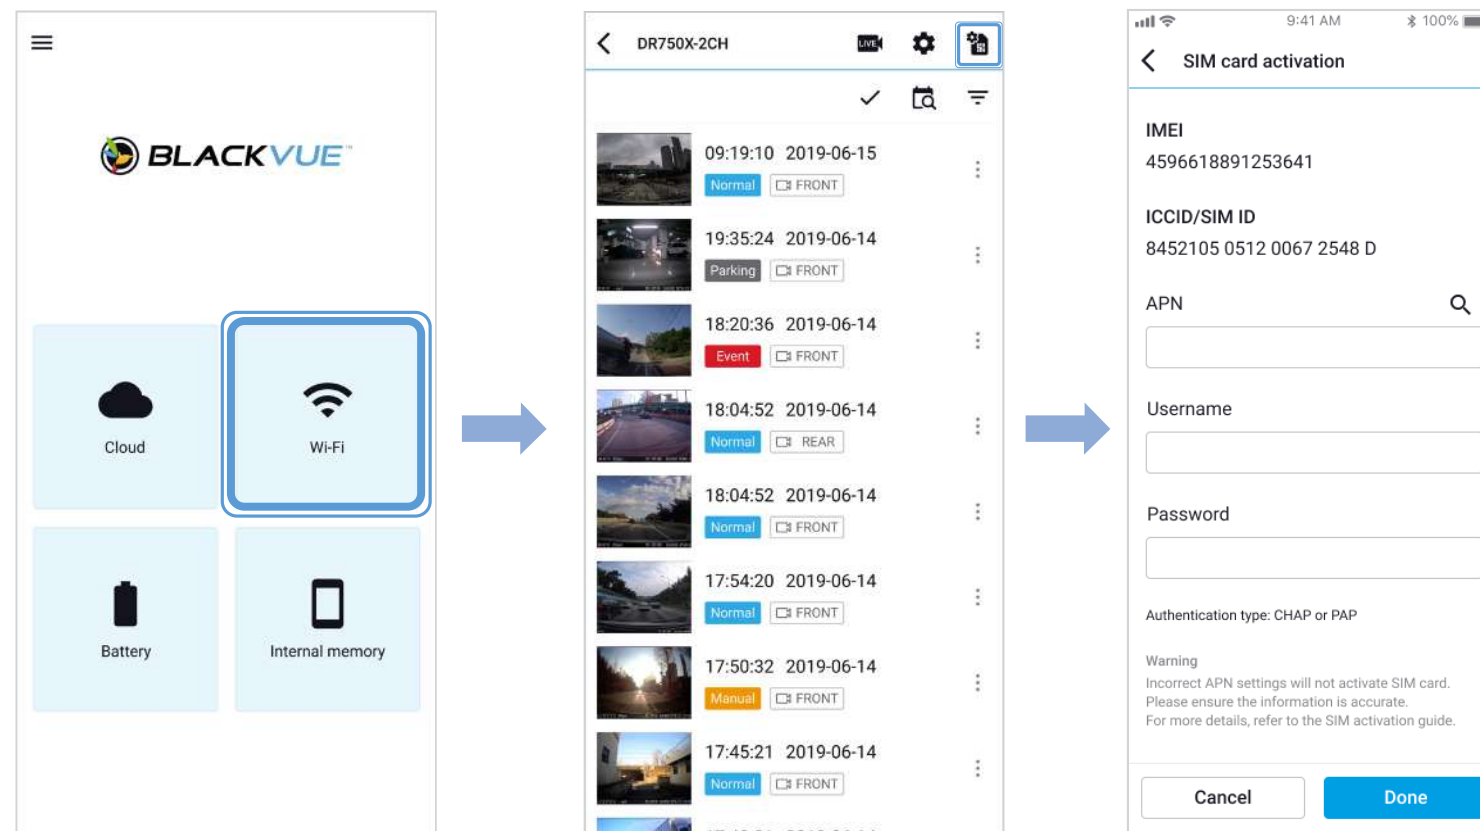 BLACKVUE™
Cloud
Wi-Fi
Battery
Internal memory
DR750X-2CH
LIVE
09:19:10 2019-06-15
Normal FRONT
19:35:24 2019-06-14
Parking FRONT
18:20:36 2019-06-14
Event FRONT
18:04:52 2019-06-14
Normal REAR
18:04:52 2019-06-14
Normal FRONT
17:54:20 2019-06-14
Normal FRONT
17:50:32 2019-06-14
Manual FRONT
17:45:21 2019-06-14
Normal FRONT
9:41 AM
100%
SIM card activation
IMEI
4596618891253641
ICCID/SIM ID
8452105 0512 0067 2548 D
APN
Username
Password
Authentication type: CHAP or PAP
Warning
Incorrect APN settings will not activate SIM card.
Please ensure the information is accurate.
For more details, refer to the SIM activation guide.
Cancel
Done